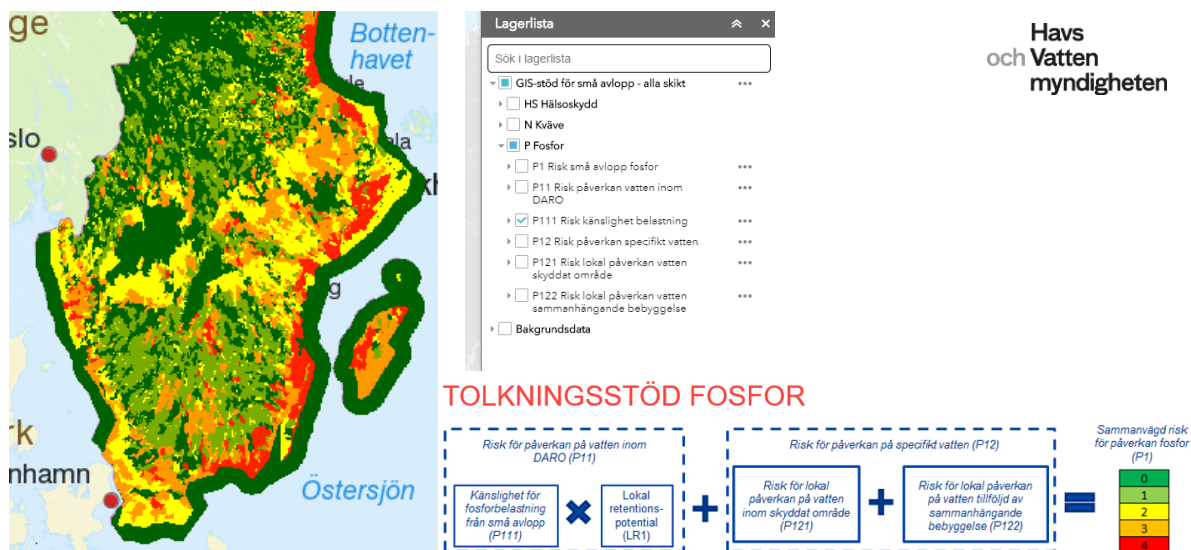 ge
Botten-
havet
le
slo
ala
kh
g
rk
nhamn
Östersjön
Lagerlista
Sök i lagerlista
GIS-stöd för små avlopp - alla skikt
HS Hälsoskydd
N Kväve
P Fosfor
P1 Risk små avlopp fosfor
P11 Risk påverkan vatten inom
DARO
P111 Risk känslighet belastning
P12 Risk påverkan specifikt vatten
P121 Risk lokal påverkan vatten
skyddat område
P122 Risk lokal påverkan vatten
sammanhängande bebyggelse
Bakgrundsdata
Havs
och Vatten
myndigheten
TOLKNINGSSTÖD FOSFOR
Risk för påverkan på vatten inom
DARO (P11)
Känslighet för
fosforbelastning
från små avlopp
(P111)
Lokal
retentions-
potential
(LR1)
Risk för påverkan på specifikt vatten (P12)
Risk för lokal
påverkan på vatten
inom skyddat område
(P121)
Risk för lokal påverkan
på vatten tillföljd av
sammanhängande
bebyggelse (P122)
Sammanvägd risk
för påverkan fosfor
(P1)
0
1
2
3
4